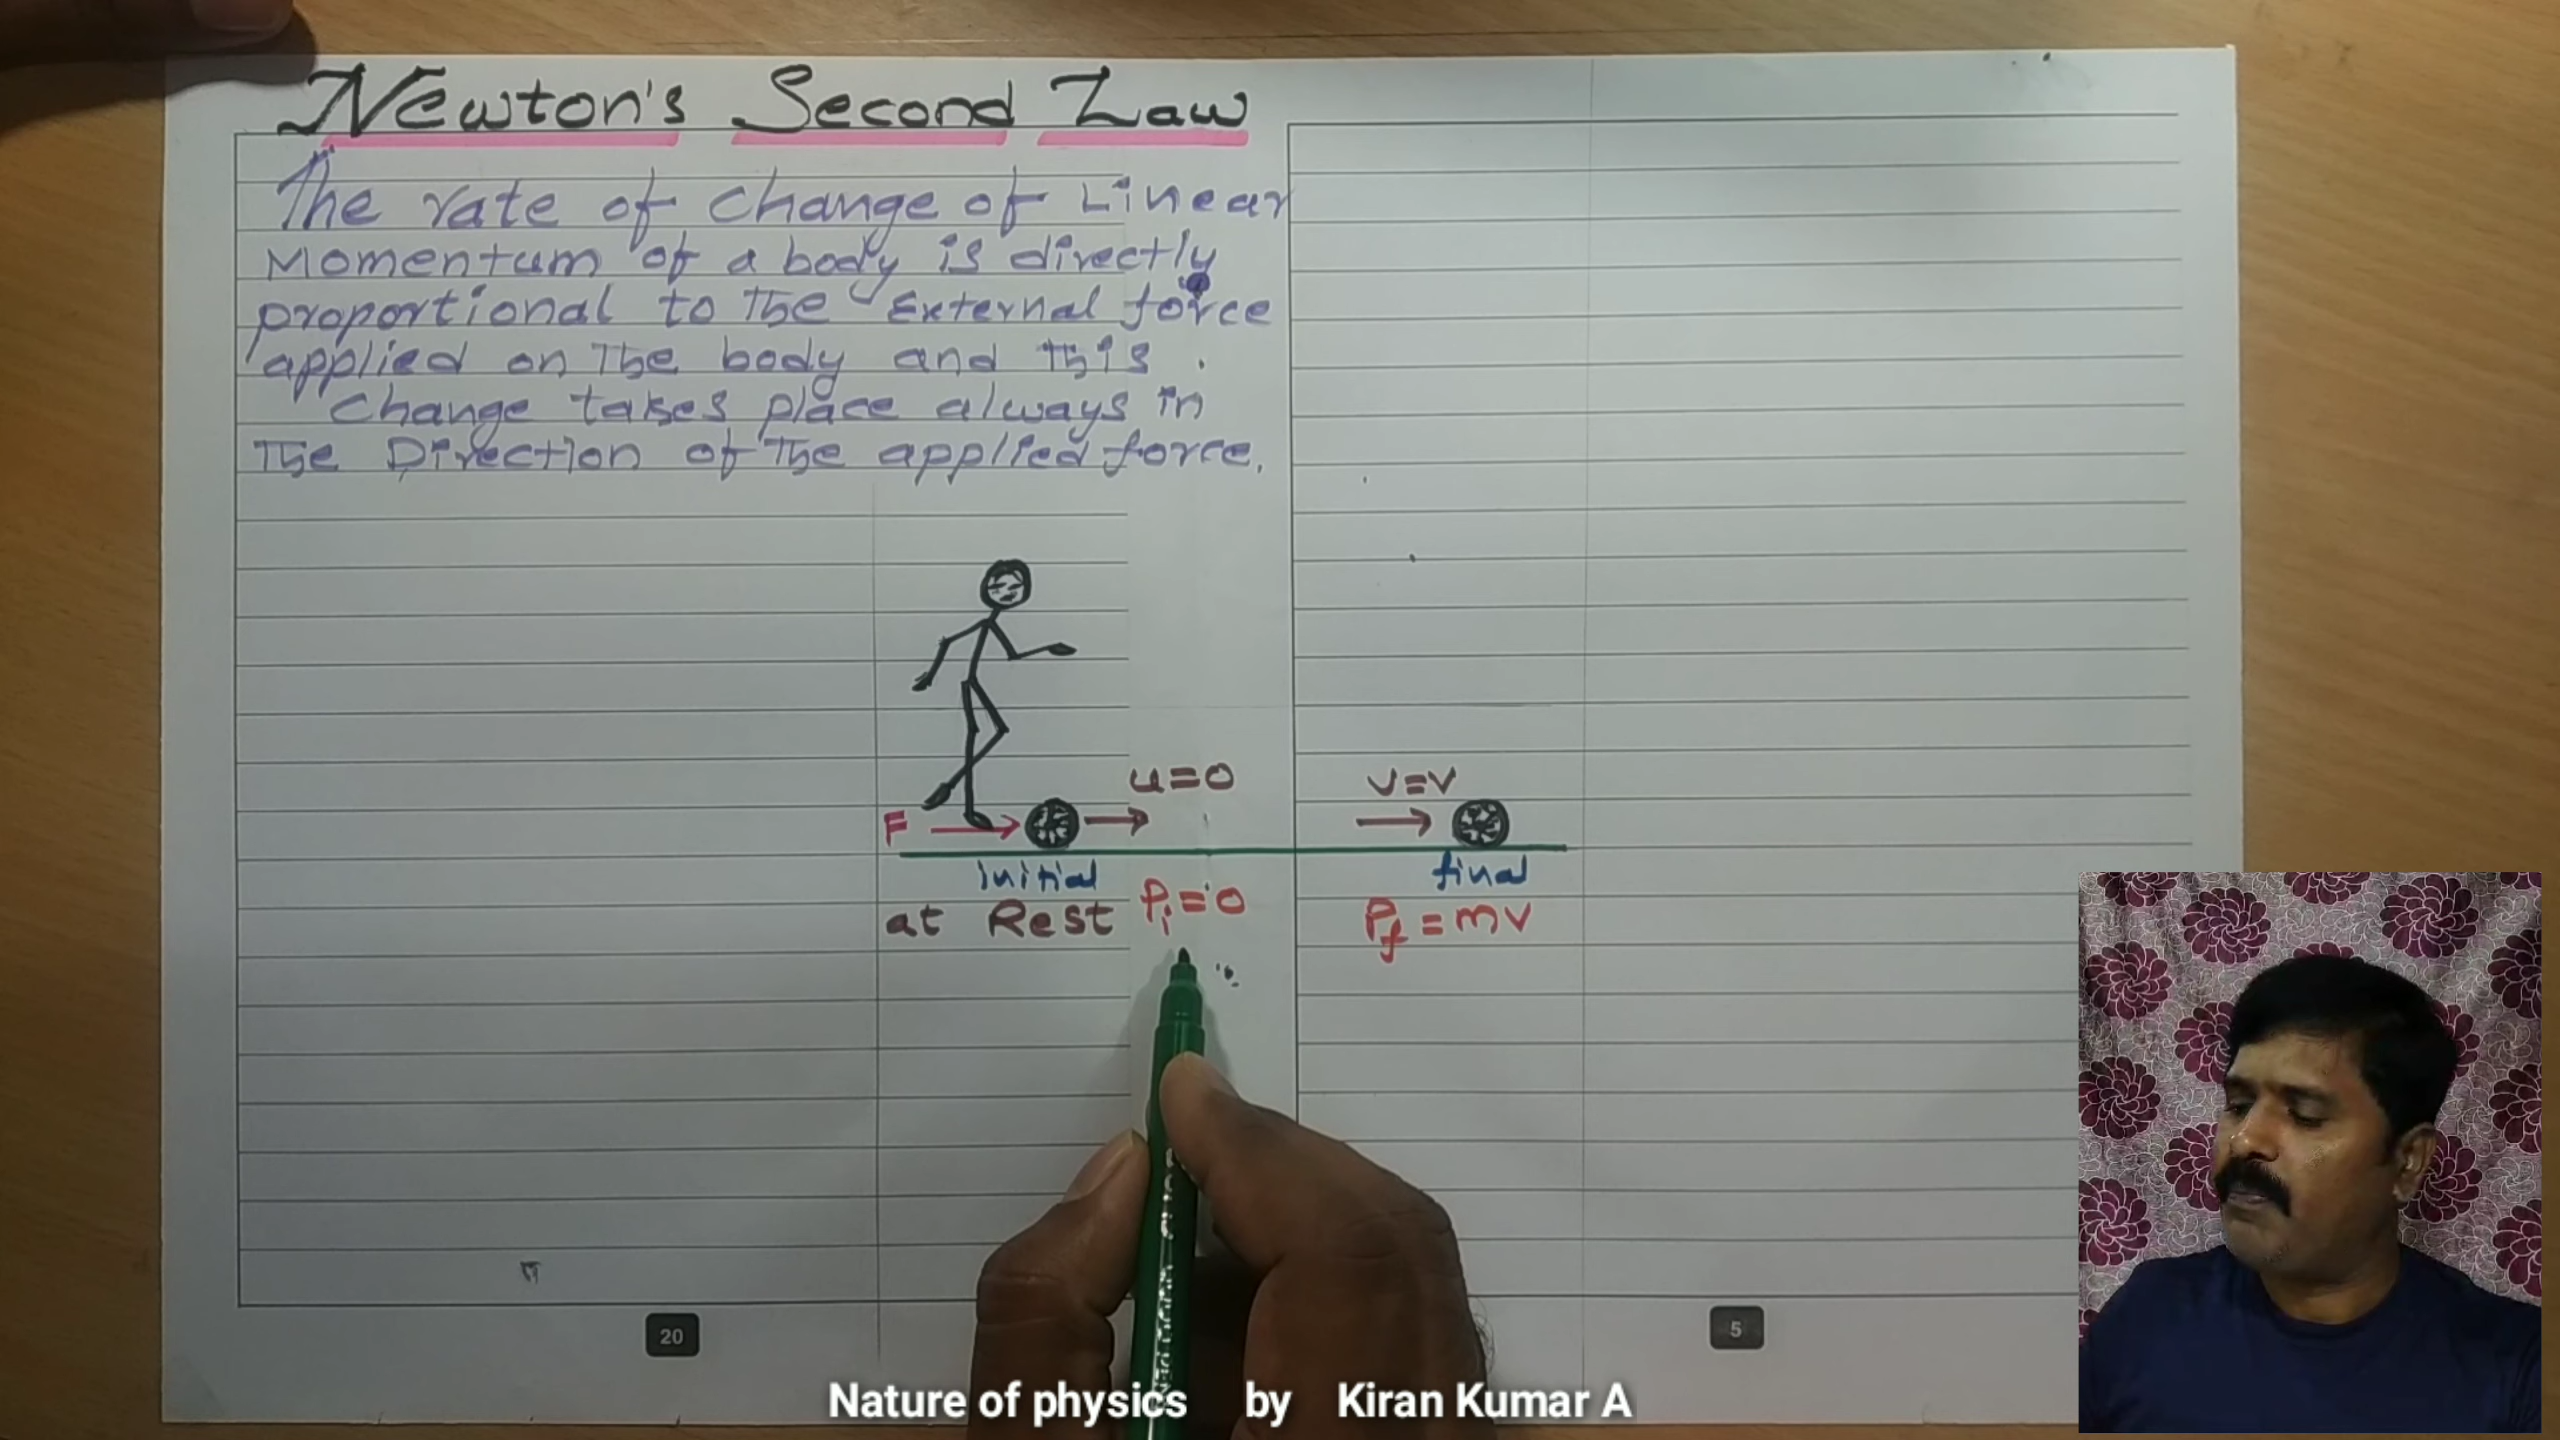 Newton's Second Law
The rate of change of Linear
Momentum of a body is directly
proportional to the External force
applied on the body and this.
change takes place always in
The Direction of the applied force.
u=0
v=v
F
initial
final
at Rest Pi=0
Pf=mv
20
5
Nature of physics by Kiran Kumar A